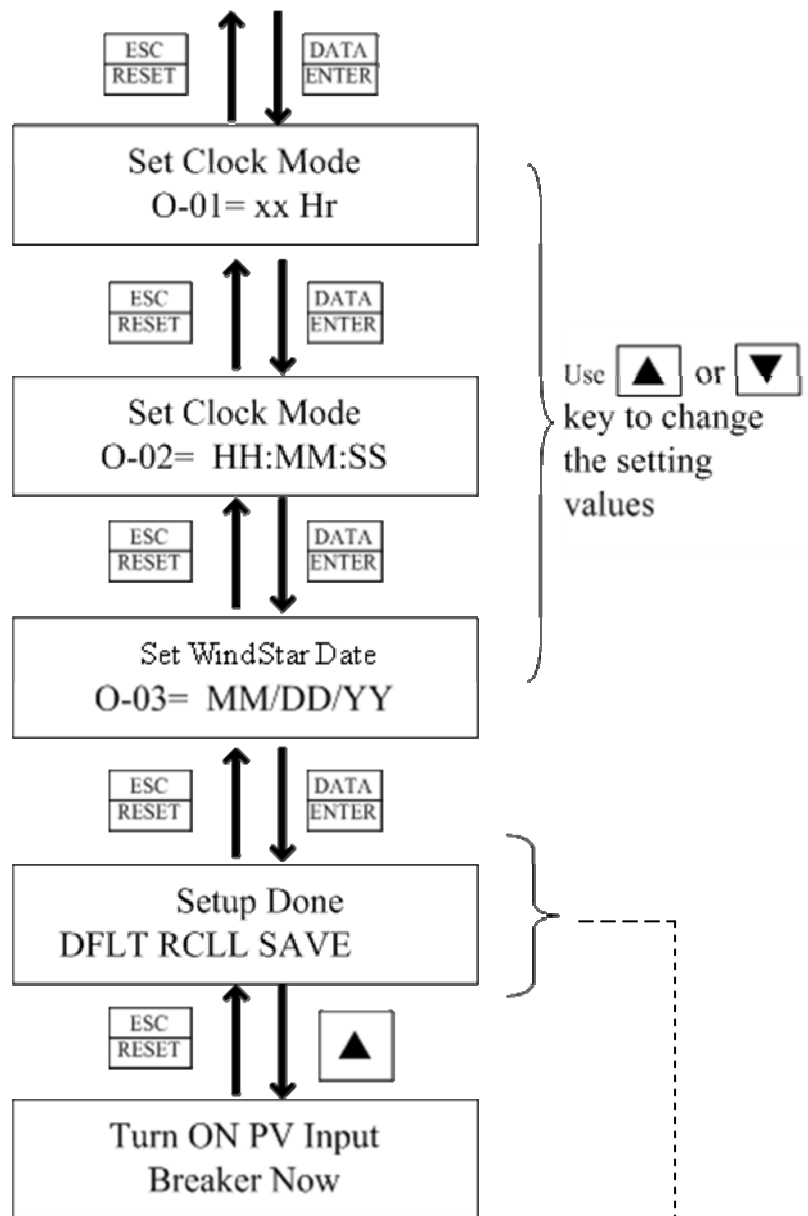 ESC
RESET
DATA
ENTER
Set Clock Mode
O-01= xx Hr
ESC
RESET
DATA
ENTER
Set Clock Mode
O-02= HH:MM:SS
Use ▲ or ▼
key to change
the setting
values
ESC
RESET
DATA
ENTER
Set WindStar Date
O-03= MM/DD/YY
ESC
RESET
DATA
ENTER
Setup Done
DFLT RCLL SAVE
ESC
RESET
▲
Turn ON PV Input
Breaker Now